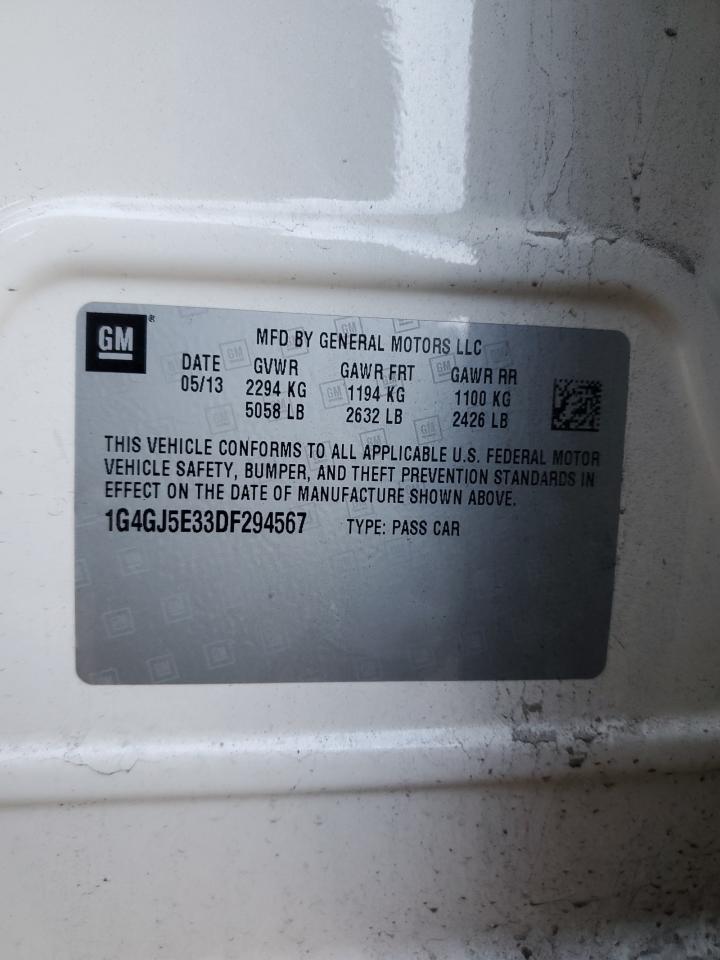 GM ®
MFD BY GENERAL MOTORS LLC
DATE GVWR GAWR FRT GAWR RR
05/13 2294 KG 1194 KG 1100 KG
5058 LB 2632 LB 2426 LB
THIS VEHICLE CONFORMS TO ALL APPLICABLE U.S. FEDERAL MOTOR
VEHICLE SAFETY, BUMPER, AND THEFT PREVENTION STANDARDS IN
EFFECT ON THE DATE OF MANUFACTURE SHOWN ABOVE.
1G4GJ5E33DF294567 TYPE: PASS CAR